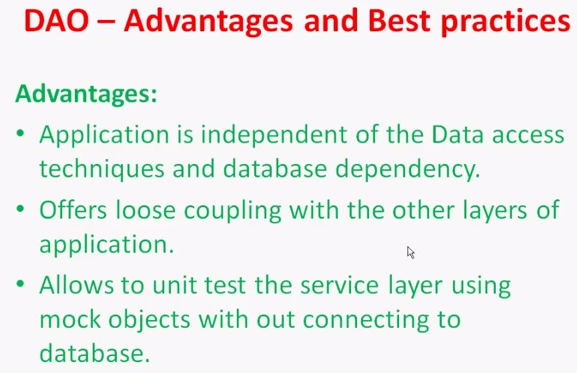 DAO – Advantages and Best practices
Advantages:
• Application is independent of the Data access
techniques and database dependency.
• Offers loose coupling with the other layers of
application.
• Allows to unit test the service layer using
mock objects with out connecting to
database.